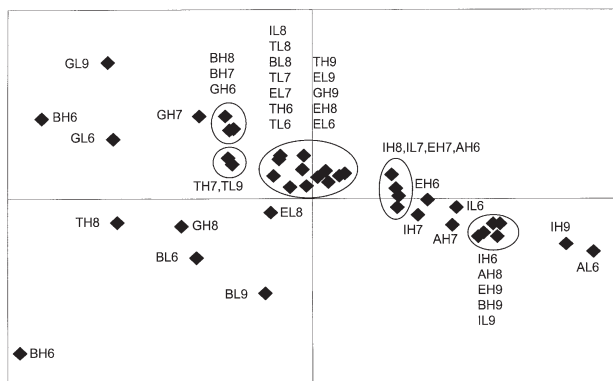 IL8
TL8
BH8 BL8 TH9
GL9 BH7 TL7 EL9
GH6 EL7 GH9
BH6 GH7 TH6 EH8
GL6 TL6 EL6
IH8,IL7,EH7,AH6
TH7,TL9 EH6
IL6
TH8 GH8 EL8 IH7
AH7 IH9
BL6 IH6 AL6
AH8
BL9 EH9
BH9
IL9
BH6